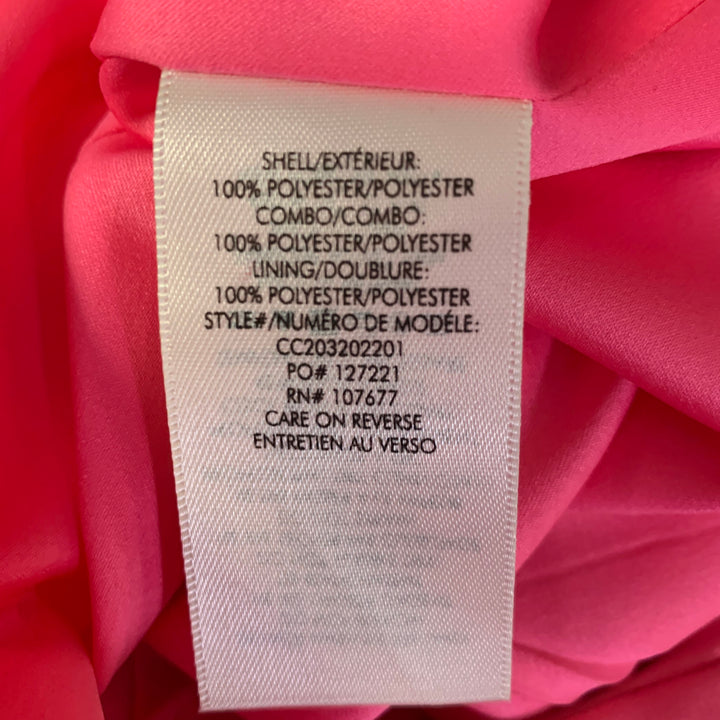 SHELL/EXTÉRIEUR:
100% POLYESTER/POLYESTER
COMBO/COMBO:
100% POLYESTER/POLYESTER
LINING/DOUBLURE:
100% POLYESTER/POLYESTER
STYLE#/NUMÉRO DE MODÉLE:
CC203202201
PO# 127221
RN# 107677
CARE ON REVERSE
ENTRETIEN AU VERSO